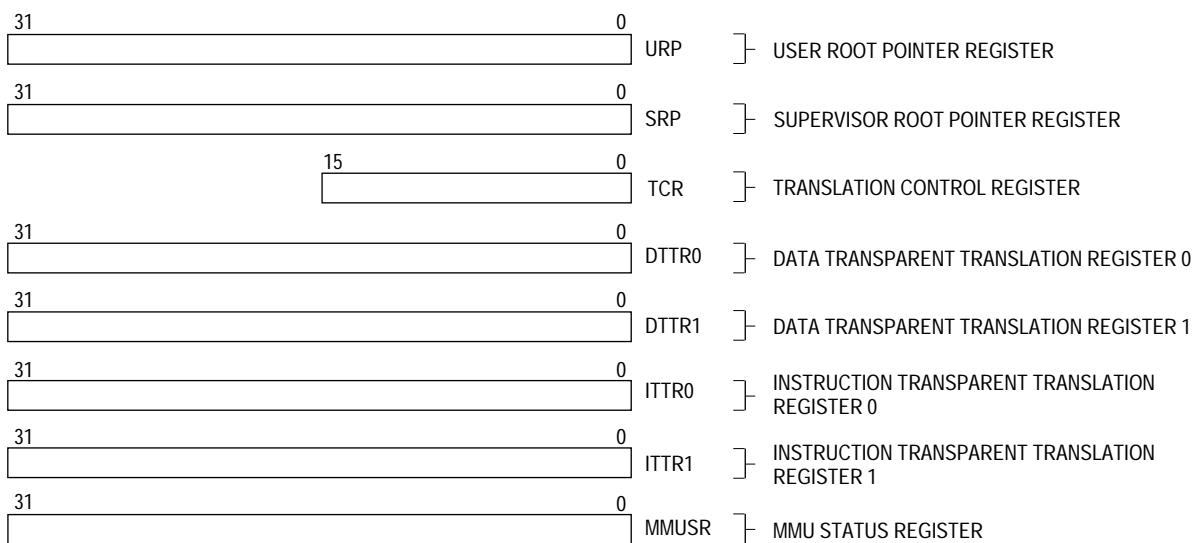 31 0
URP USER ROOT POINTER REGISTER
31 0
SRP SUPERVISOR ROOT POINTER REGISTER
15 0
TCR TRANSLATION CONTROL REGISTER
31 0
DTTR0 DATA TRANSPARENT TRANSLATION REGISTER 0
31 0
DTTR1 DATA TRANSPARENT TRANSLATION REGISTER 1
31 0
ITTR0 INSTRUCTION TRANSPARENT TRANSLATION
REGISTER 0
31 0
ITTR1 INSTRUCTION TRANSPARENT TRANSLATION
REGISTER 1
31 0
MMUSR MMU STATUS REGISTER